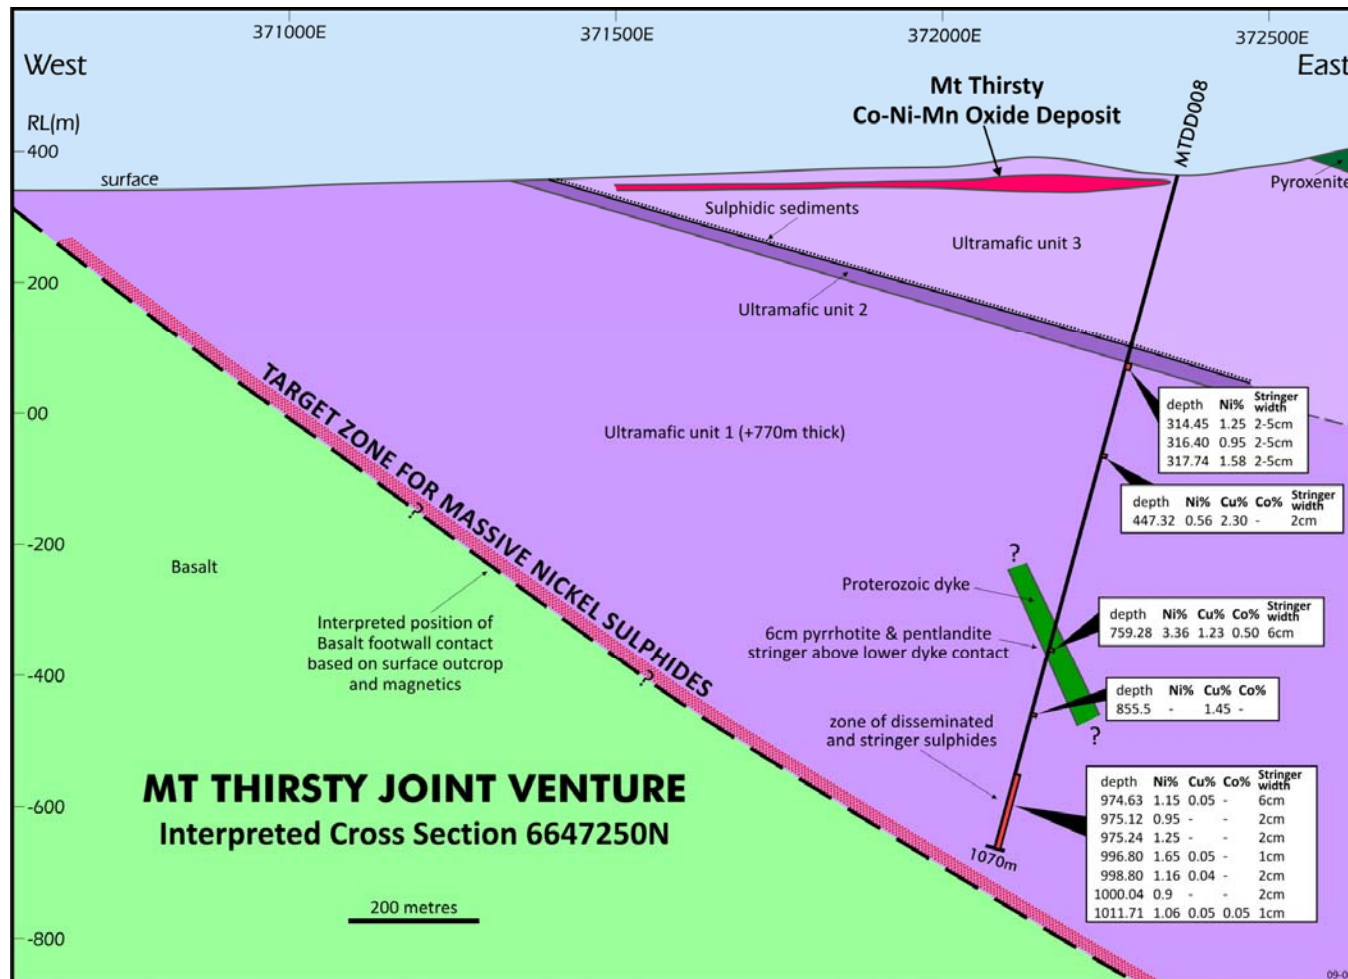 371000E 371500E 372000E 372500E
West
East
RL(m)
400
200
00
-200
-400
-600
-800
surface
Mt Thirsty
Co-Ni-Mn Oxide Deposit
MTDD008
Pyroxenite
Sulphidic sediments
Ultramafic unit 3
Ultramafic unit 2
Ultramafic unit 1 (+770m thick)
TARGET ZONE FOR MASSIVE NICKEL SULPHIDES
?
?
Basalt
Interpreted position of
Basalt footwall contact
based on surface outcrop
and magnetics
depth Ni% Stringer width
314.45 1.25 2-5cm
316.40 0.95 2-5cm
317.74 1.58 2-5cm
depth Ni% Cu% Co% Stringer width
447.32 0.56 2.30 - 2cm
?
Proterozoic dyke
6cm pyrrhotite & pentlandite
stringer above lower dyke contact
?
depth Ni% Cu% Co% Stringer width
759.28 3.36 1.23 0.50 6cm
depth Ni% Cu% Co%
855.5 - 1.45 -
zone of disseminated
and stringer sulphides
1070m
depth Ni% Cu% Co% Stringer width
974.63 1.15 0.05 - 6cm
975.12 0.95 - - 2cm
975.24 1.25 - - 2cm
996.80 1.65 0.05 - 1cm
998.80 1.16 0.04 - 2cm
1000.04 0.9 - - 2cm
1011.71 1.06 0.05 0.05 1cm
MT THIRSTY JOINT VENTURE
Interpreted Cross Section 6647250N
200 metres